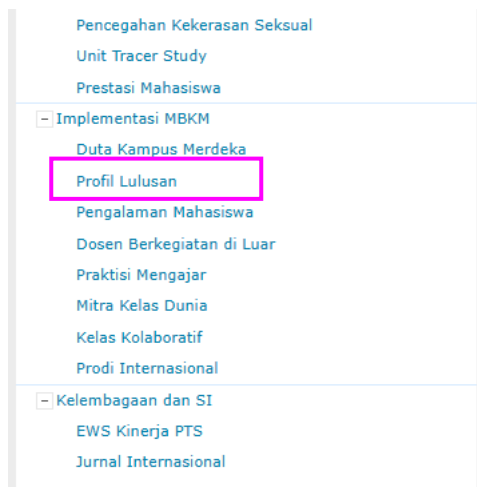 Pencegahan Kekerasan Seksual
Unit Tracer Study
Prestasi Mahasiswa
Implementasi MBKM
Duta Kampus Merdeka
Profil Lulusan
Pengalaman Mahasiswa
Dosen Berkegiatan di Luar
Praktisi Mengajar
Mitra Kelas Dunia
Kelas Kolaboratif
Prodi Internasional
Kelembagaan dan SI
EWS Kinerja PTS
Jurnal Internasional